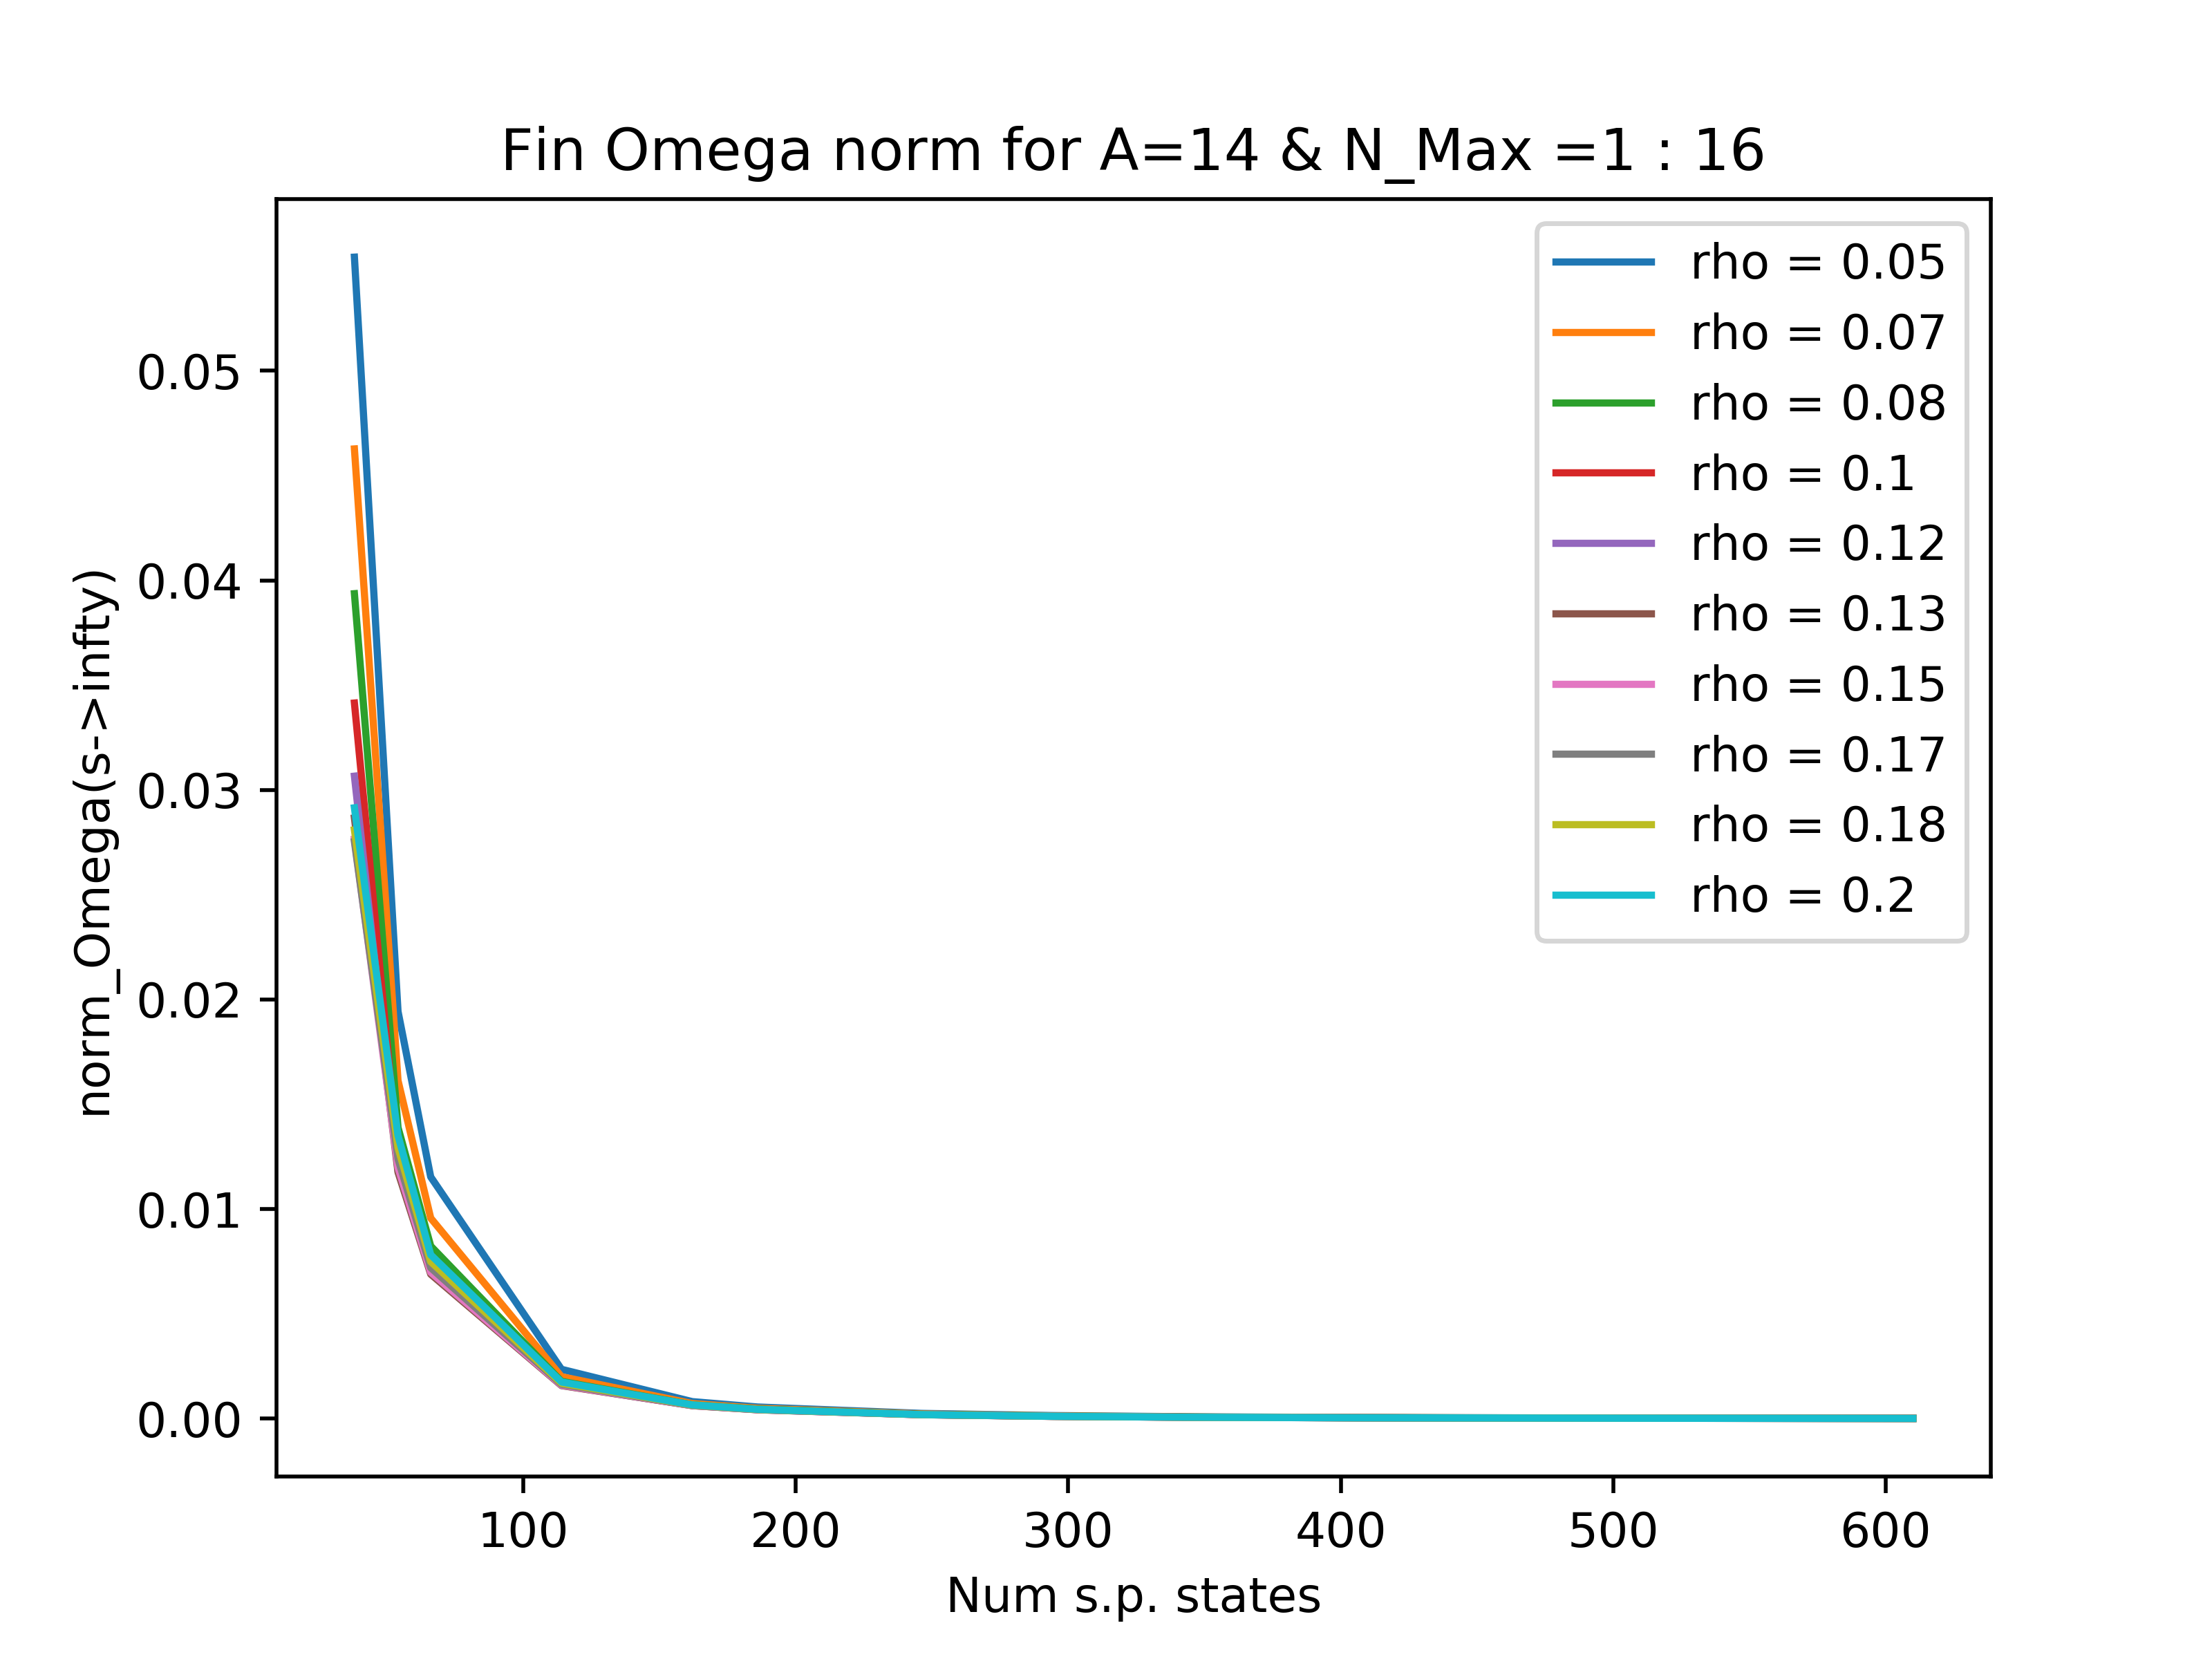 Fin Omega norm for A=14 & N_Max =1 : 16
norm_Omega(s->infty)
0.05
0.04
0.03
0.02
0.01
0.00
rho = 0.05
rho = 0.07
rho = 0.08
rho = 0.1
rho = 0.12
rho = 0.13
rho = 0.15
rho = 0.17
rho = 0.18
rho = 0.2
100 200 300 400 500 600
Num s.p. states